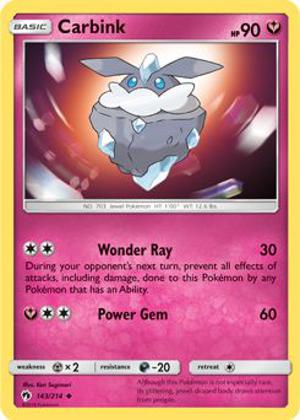 BASIC Carbink HP 90
NO. 703 Jewel Pokémon HT: 1'00" WT: 12.6 lbs.
Wonder Ray 30
During your opponent's next turn, prevent all effects of
attacks, including damage, done to this Pokémon by any
Pokémon that has an Ability.
Power Gem 60
weakness ×2 resistance -20 retreat
Illus. Ken Sugimori
143/214
Although this Pokémon is not
especially rare, its glittering,
jewel-draped body draws
attention from people.